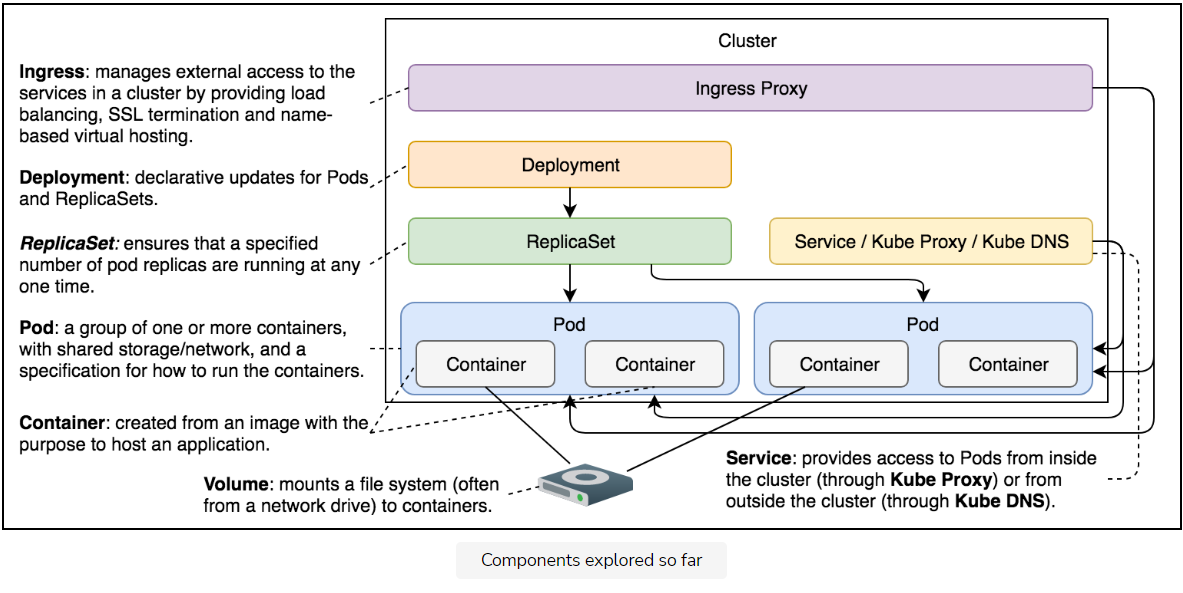 Cluster
Ingress: manages external access to the
services in a cluster by providing load
balancing, SSL termination and name-
based virtual hosting.
Ingress Proxy
Deployment: declarative updates for Pods
and ReplicaSets.
Deployment
ReplicaSet: ensures that a specified
number of pod replicas are running at any
one time.
ReplicaSet
Service / Kube Proxy / Kube DNS
Pod: a group of one or more containers,
with shared storage/network, and a
specification for how to run the containers.
Pod
Container
Container
Pod
Container
Container
Container: created from an image with the
purpose to host an application.
Volume: mounts a file system (often
from a network drive) to containers.
Service: provides access to Pods from inside
the cluster (through Kube Proxy) or from
outside the cluster (through Kube DNS).
Components explored so far